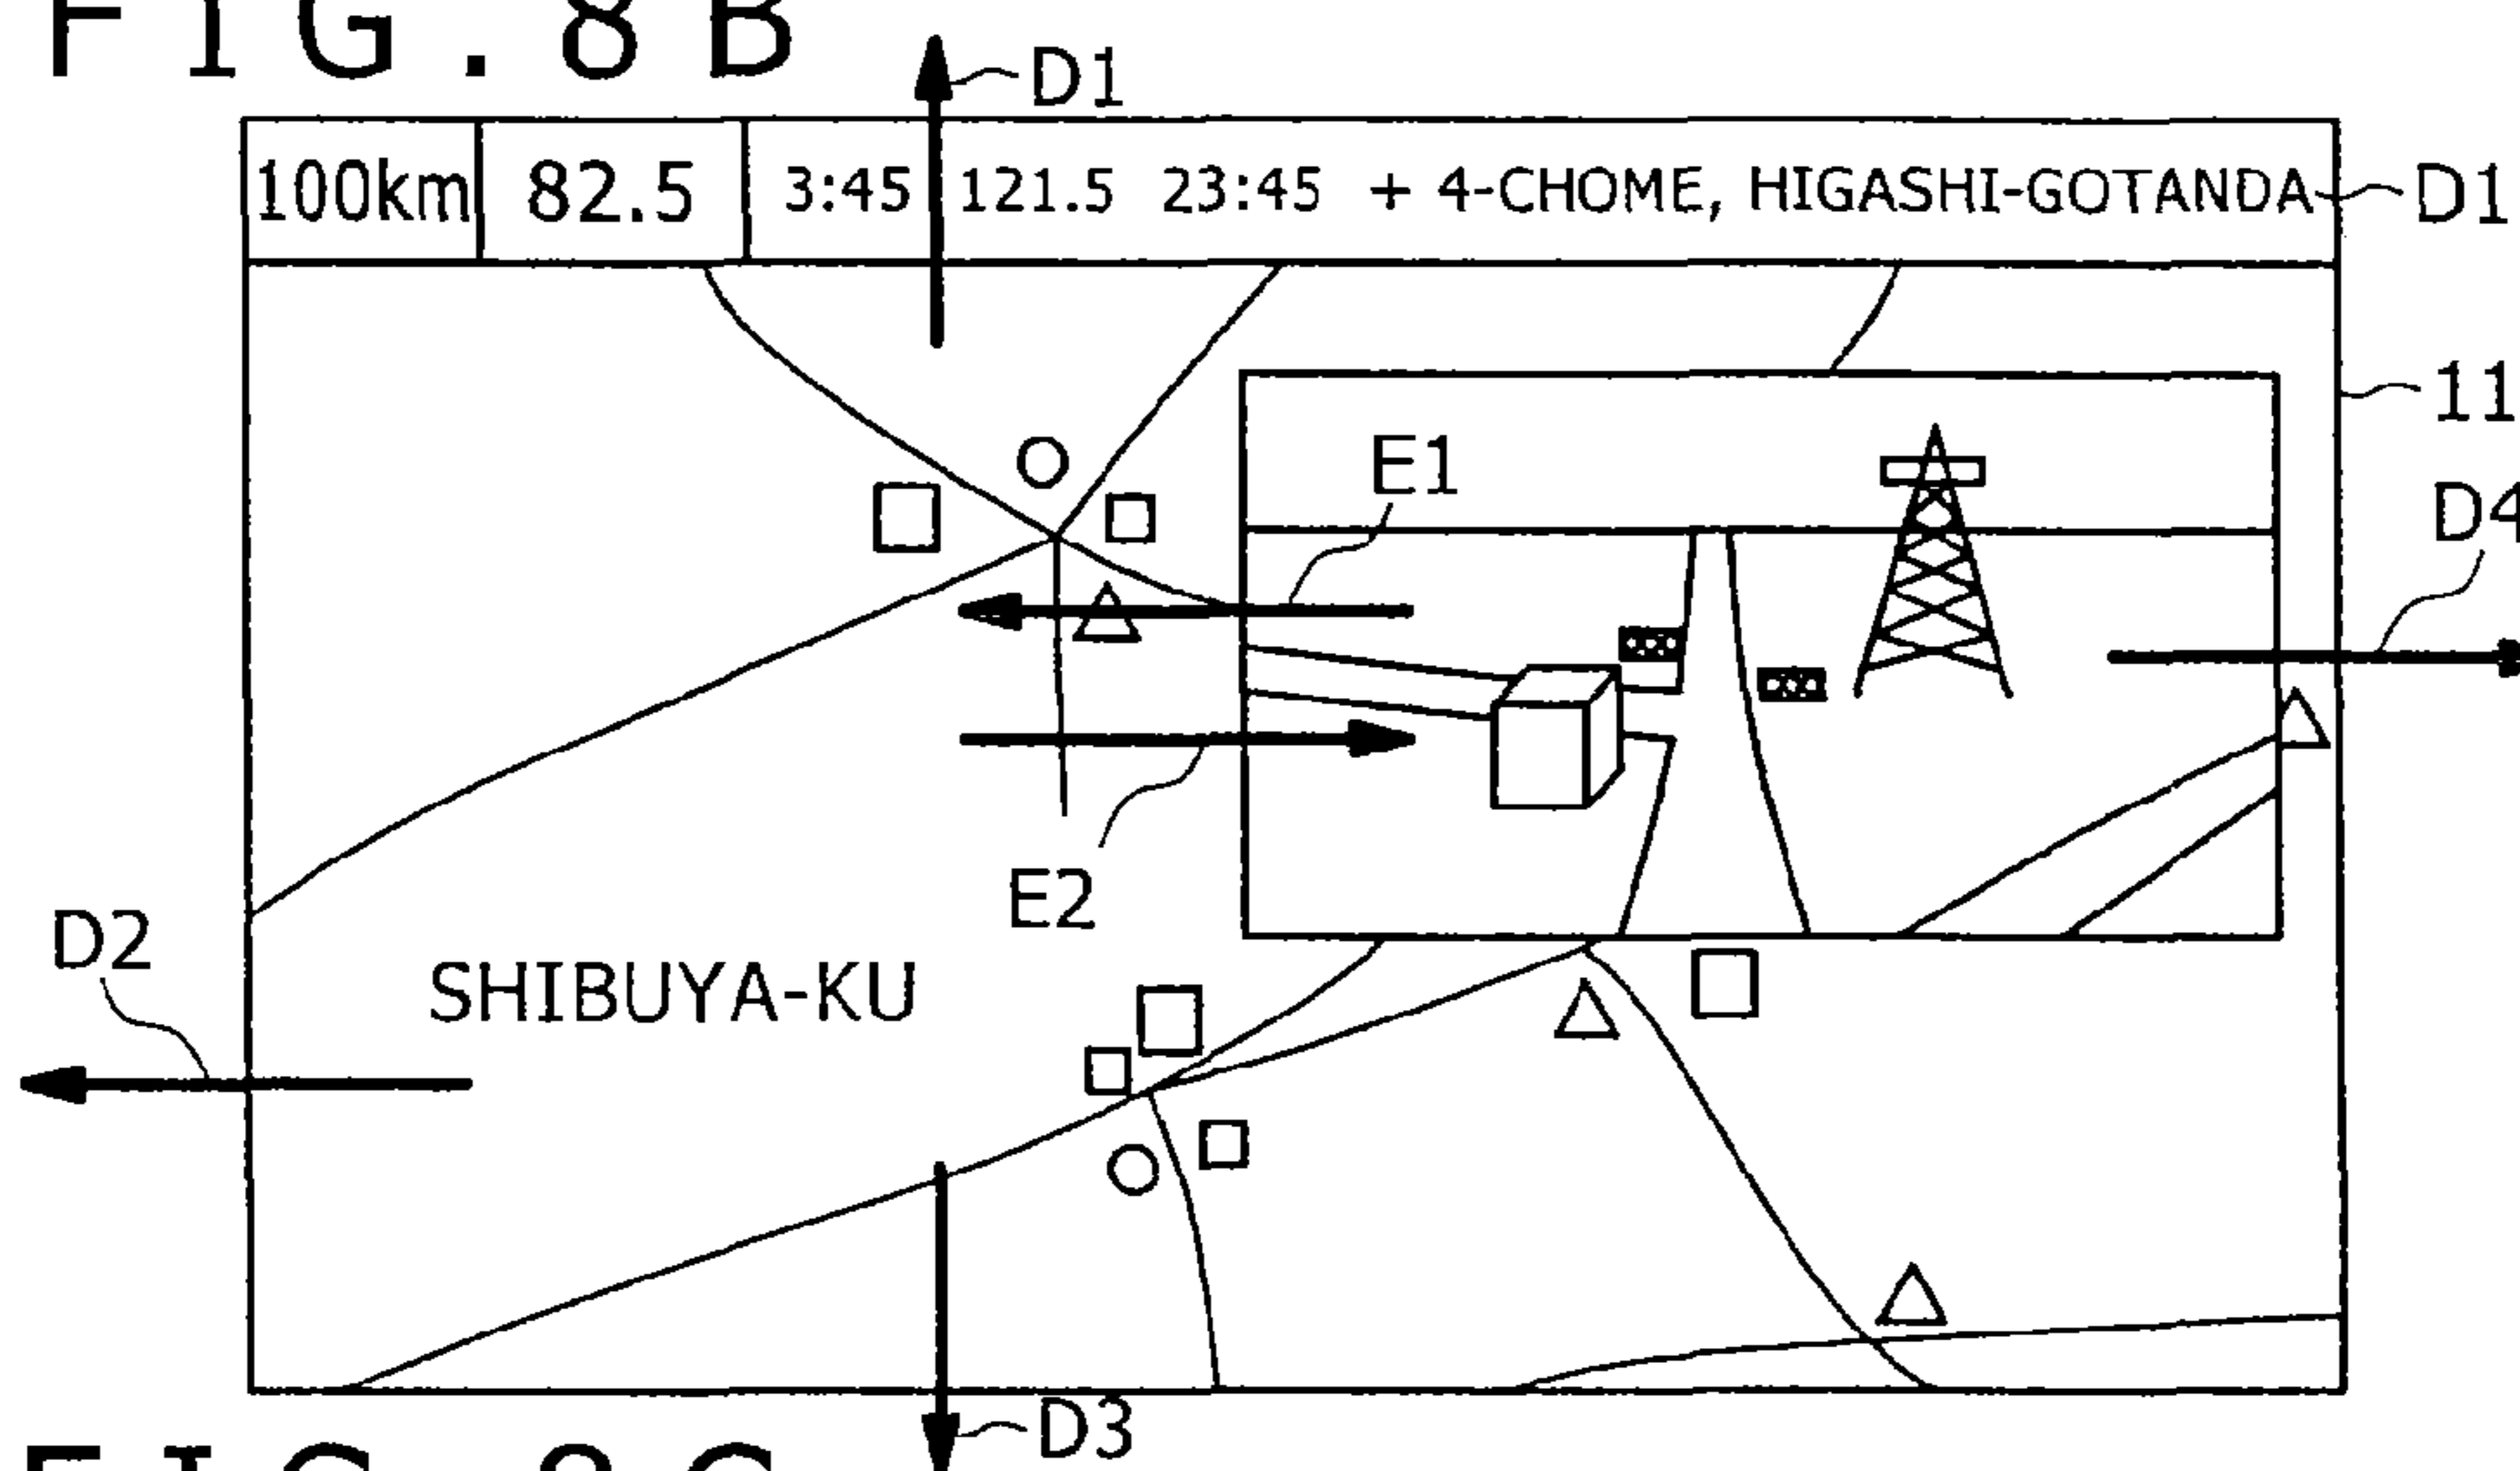 FIG. 8B
D1
100km 82.5 3:45 121.5 23:45 + 4-CHOME, HIGASHI-GOTANDA D1
11
E1
D4
E2
D2
SHIBUYA-KU
D3